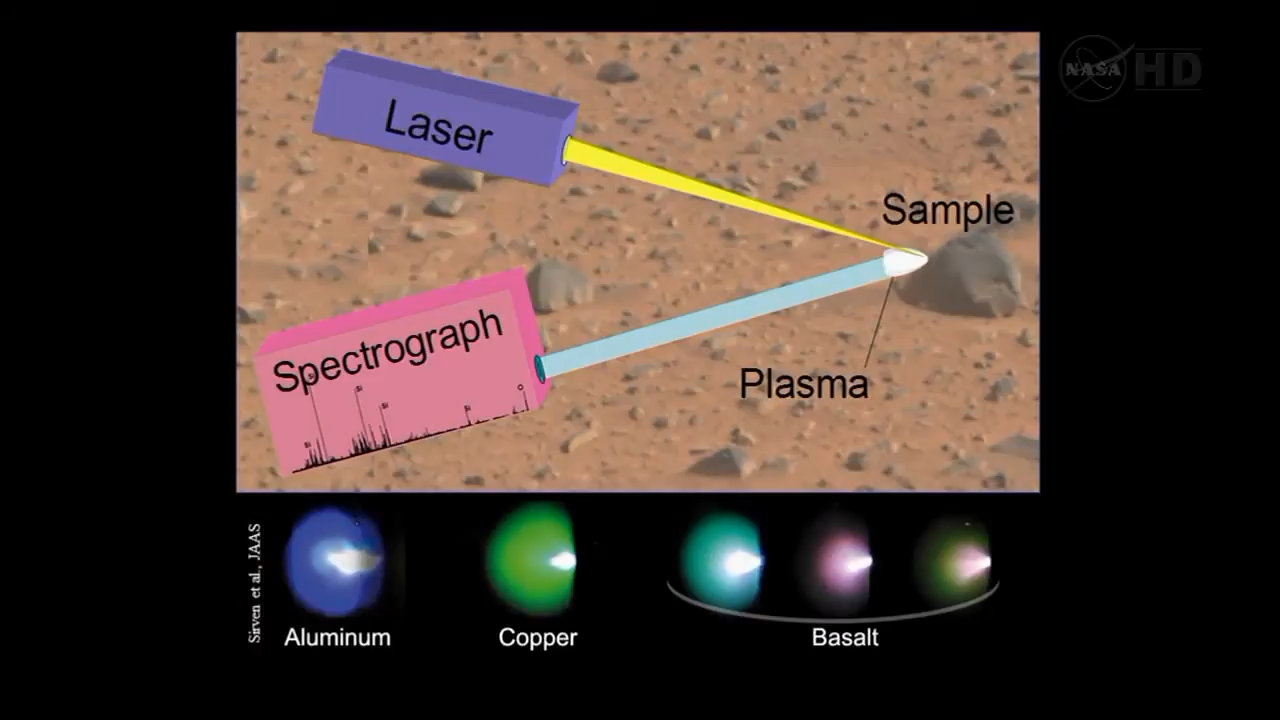 NASA HD
Laser
Sample
Spectrograph
Plasma
Sirven et al., JAAS
Aluminum
Copper
Basalt